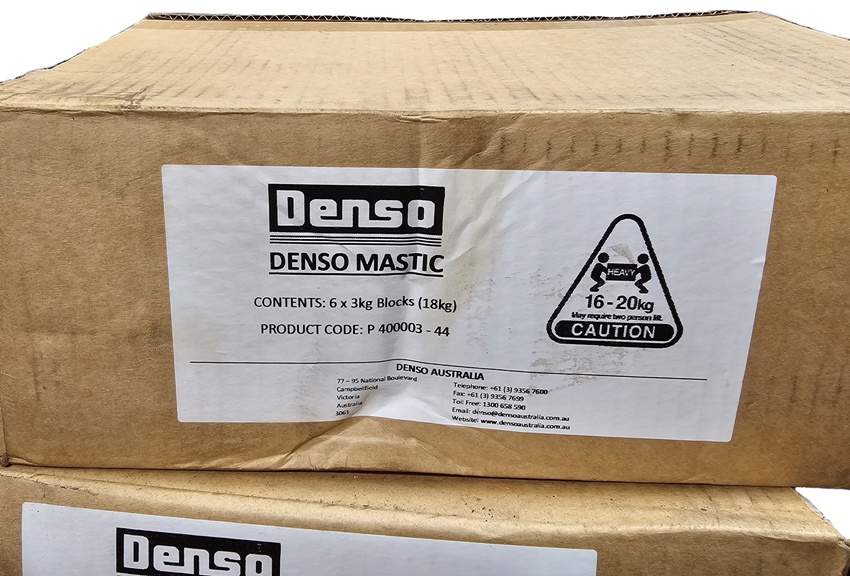 Denso
DENSO MASTIC
CONTENTS: 6 x 3kg Blocks (18kg)
PRODUCT CODE: P 400003 - 44
HEAVY
16 - 20kg
May require two person lift.
CAUTION
DENSO AUSTRALIA
77 – 95 National Boulevard
Campbellfield
Victoria
Australia
3061
Telephone: +61 (3) 9356 7600
Fax: +61 (3) 9356 7699
Toll Free: 1300 658 590
Email: denso@densoaustralia.com.au
Website: www.densoaustralia.com.au
Denso